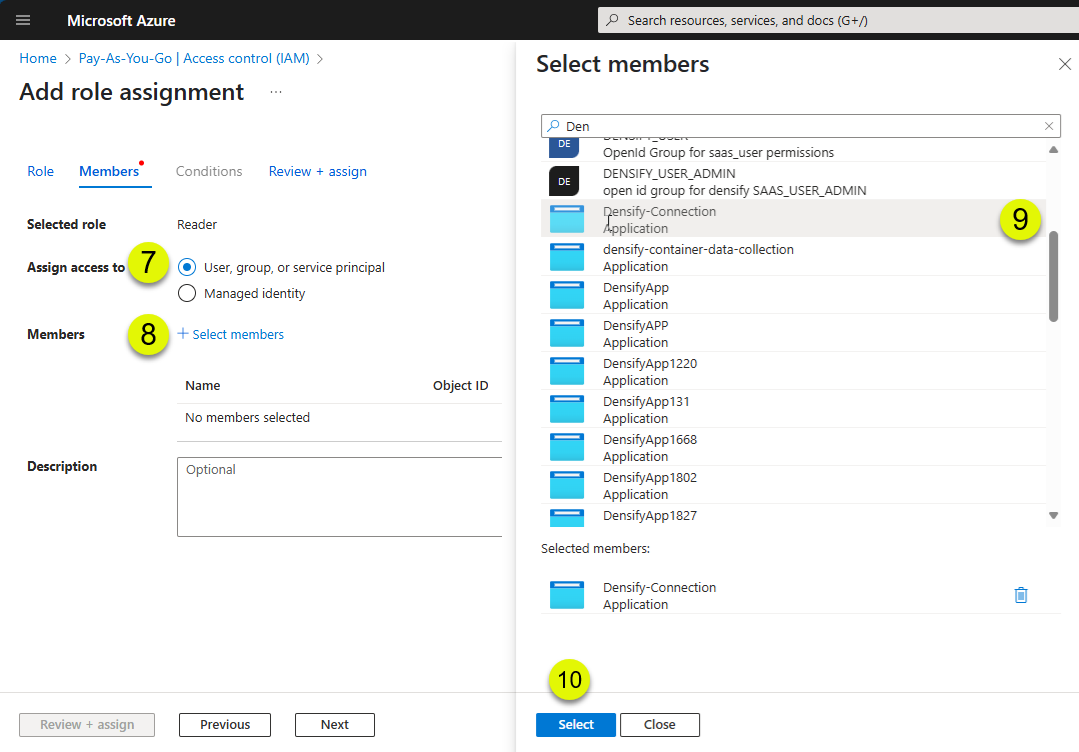 Microsoft Azure
Search resources, services, and docs (G+/)
Home > Pay-As-You-Go | Access control (IAM) >
Add role assignment ...
Role Members Conditions Review + assign
Selected role Reader
Assign access to 7 User, group, or service principal
Managed identity
Members 8 + Select members
Name Object ID
No members selected
Description Optional
Review + assign Previous Next
Select members
Den
DE DENSIFY_USER
OpenId Group for saas_user permissions
DE DENSIFY_USER_ADMIN
open id group for densify SAAS_USER_ADMIN
Densify-Connection
Application
9
densify-container-data-collection
Application
DensifyApp
Application
DensifyAPP
Application
DensifyApp1220
Application
DensifyApp131
Application
DensifyApp1668
Application
DensifyApp1802
Application
DensifyApp1827
Selected members:
Densify-Connection
Application
10
Select Close